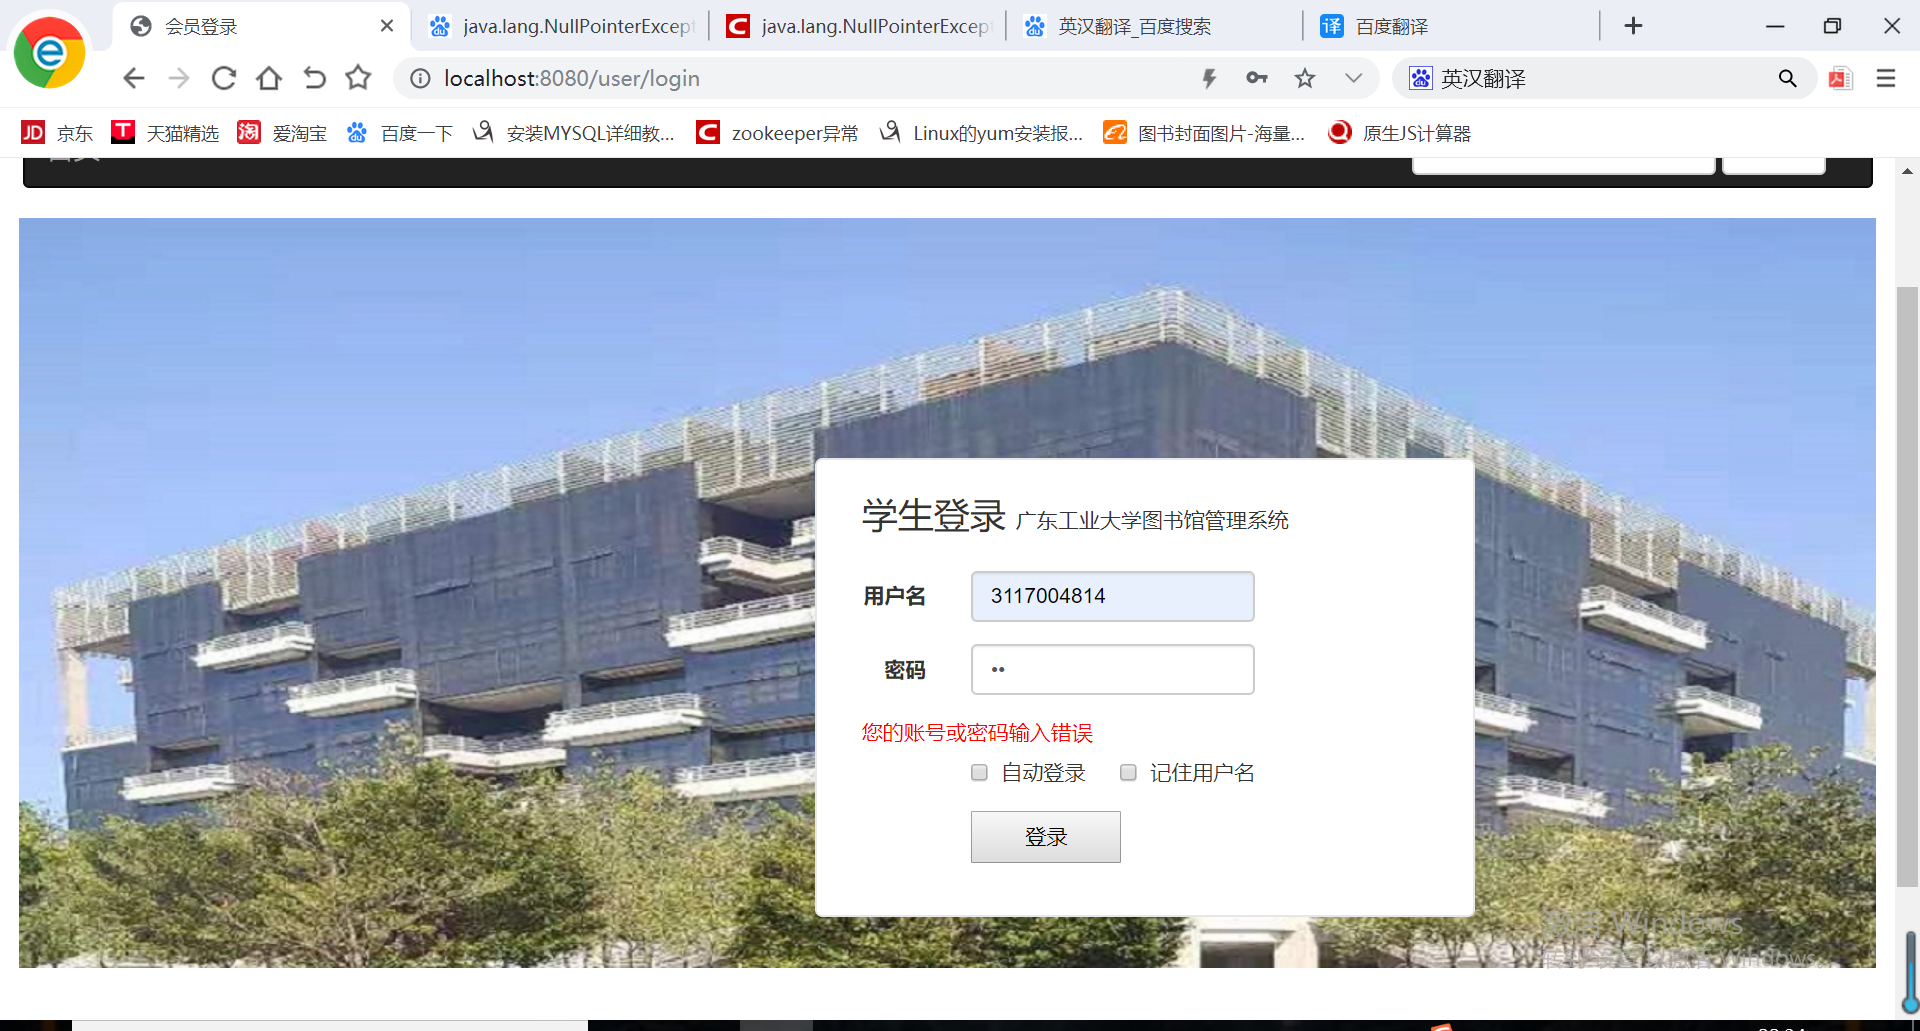 会员登录
java.lang.NullPointerExcept
java.lang.NullPointerExcep
英汉翻译_百度搜索
译 百度翻译
localhost:8080/user/login
英汉翻译
JD 京东
T 天猫精选
淘 爱淘宝
du 百度一下
安装MYSQL详细教...
C zookeeper异常
Linux的yum安装报...
图书封面图片-海量...
原生JS计算器
学生登录 广东工业大学图书馆管理系统
用户名 3117004814
密码 ••
您的账号或密码输入错误
自动登录 记住用户名
登录
激活 Windows